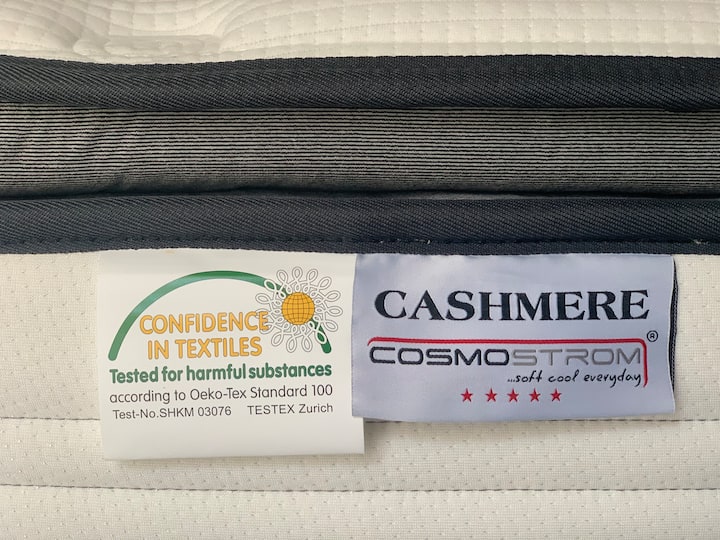 CONFIDENCE
IN TEXTILES
Tested for harmful substances
according to Oeko-Tex Standard 100
Test-No.SHKM 03076 TESTEX Zurich
CASHMERE
COSMOSTROM®
...soft cool everyday